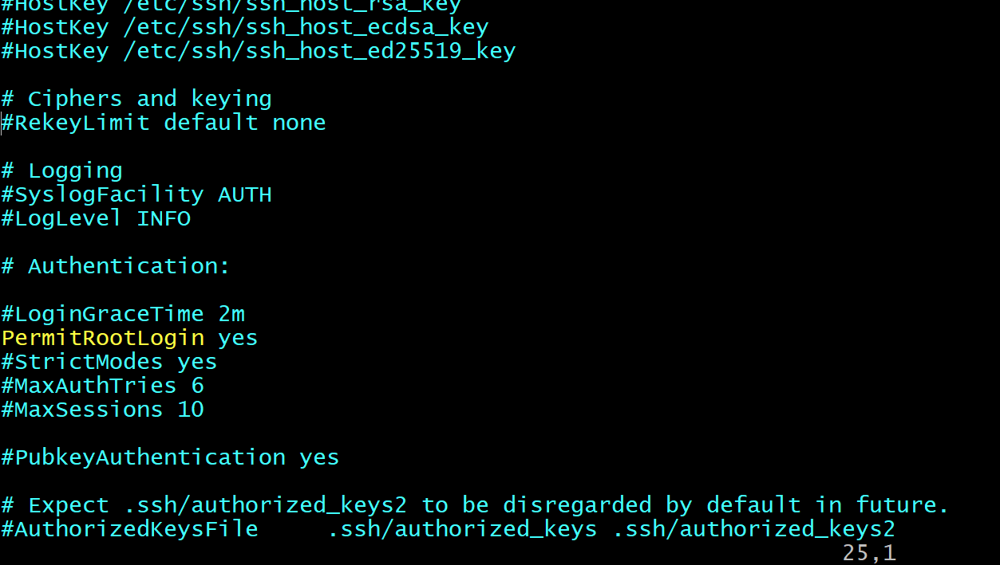 #HostKey /etc/ssh/ssh_host_rsa_key
#HostKey /etc/ssh/ssh_host_ecdsa_key
#HostKey /etc/ssh/ssh_host_ed25519_key
# Ciphers and keying
#RekeyLimit default none
# Logging
#SyslogFacility AUTH
#LogLevel INFO
# Authentication:
#LoginGraceTime 2m
PermitRootLogin yes
#StrictModes yes
#MaxAuthTries 6
#MaxSessions 10
#PubkeyAuthentication yes
# Expect .ssh/authorized_keys2 to be disregarded by default in future.
#AuthorizedKeysFile     .ssh/authorized_keys .ssh/authorized_keys2
25,1